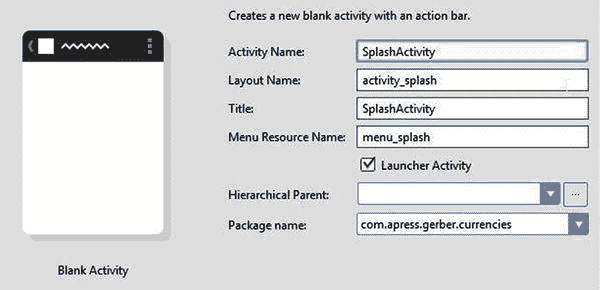 Creates a new blank activity with an action bar.
Activity Name: SplashActivity
Layout Name: activity_splash
Title: SplashActivity
Menu Resource Name: menu_splash
Launcher Activity
Hierarchical Parent: ...
Package name: com.apress.gerber.currencies
Blank Activity